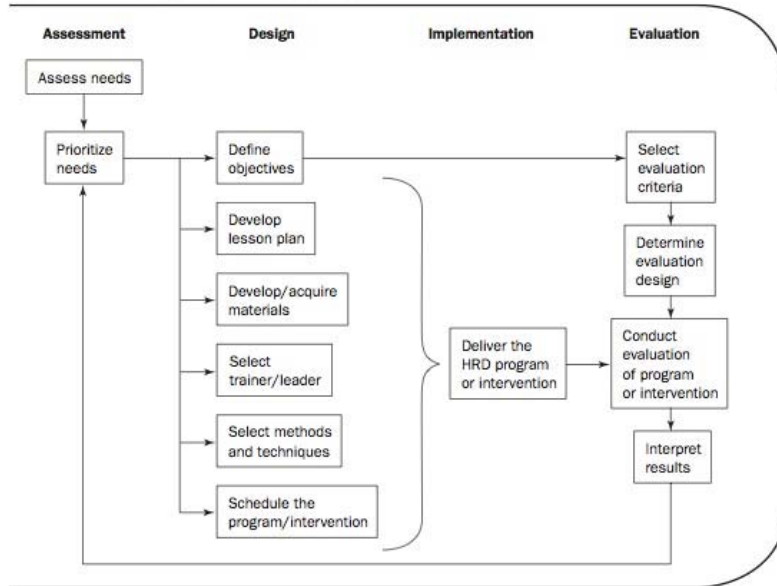 Assessment
Design
Implementation
Evaluation
Assess needs
Prioritize
needs
Define
objectives
Develop
lesson plan
Develop/acquire
materials
Select
trainer/leader
Select methods
and techniques
Schedule the
program/intervention
Deliver the
HRD program
or intervention
Select
evaluation
criteria
Determine
evaluation
design
Conduct
evaluation
of program
or intervention
Interpret
results